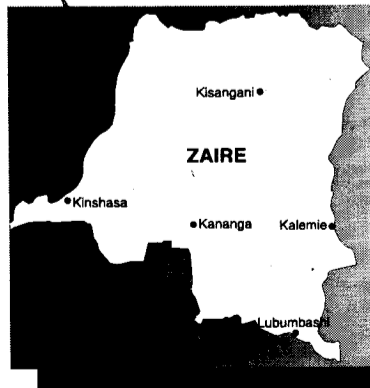 Kisangani
ZAIRE
Kinshasa
Kananga
Kalemie
Lubumbashi